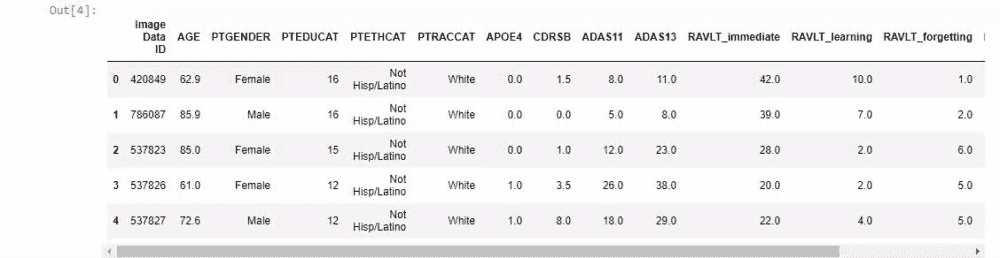 Out[4]:
Image Data ID AGE PTGENDER PTEDUCAT PTETHCAT PTRACCAT APOE4 CDRSB ADAS11 ADAS13 RAVLT_immediate RAVLT_learning RAVLT_forgetting
0 420849 62.9 Female 16 Not Hisp/Latino White 0.0 1.5 8.0 11.0 42.0 10.0 1.0
1 786087 85.9 Male 16 Not Hisp/Latino White 0.0 0.0 5.0 8.0 39.0 7.0 2.0
2 537823 85.0 Female 15 Not Hisp/Latino White 0.0 1.0 12.0 23.0 28.0 2.0 6.0
3 537826 61.0 Female 12 Not Hisp/Latino White 1.0 3.5 26.0 38.0 20.0 2.0 5.0
4 537827 72.6 Male 12 Not Hisp/Latino White 1.0 8.0 18.0 29.0 22.0 4.0 5.0